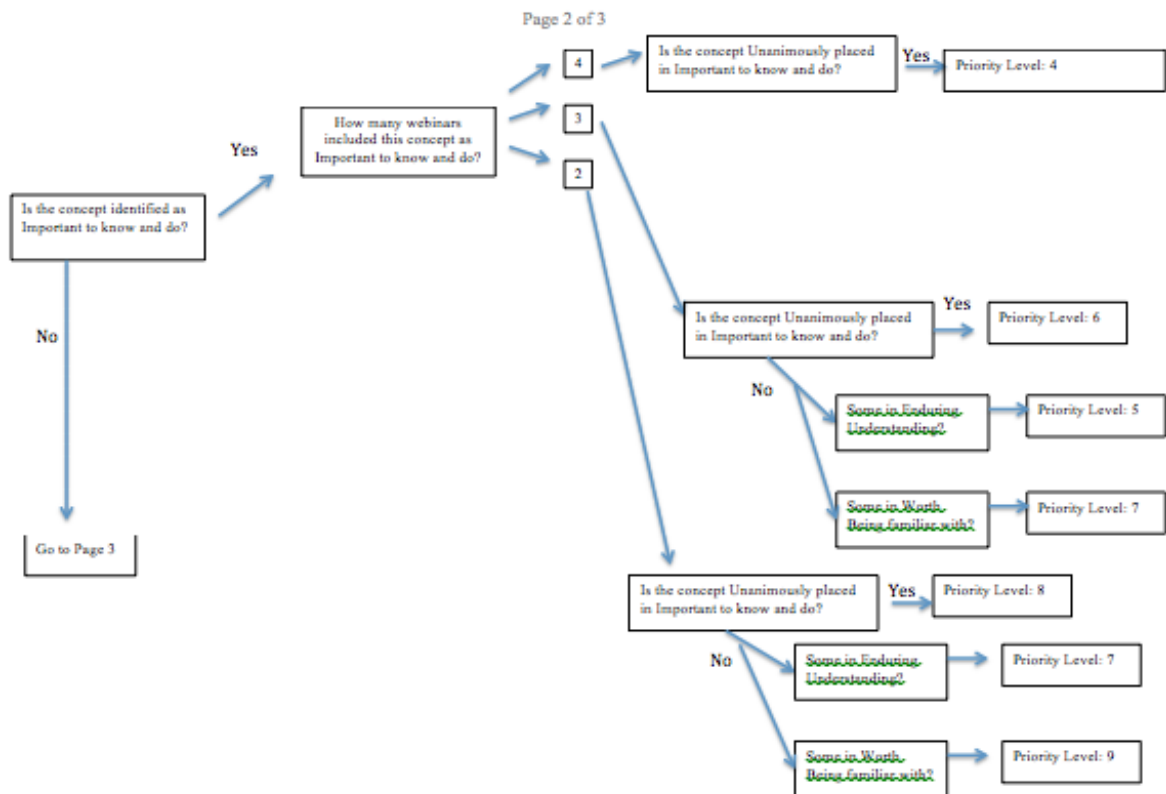 Page 2 of 3
4
Is the concept Unanimously placed
in Important to know and do?
Yes
Priority Level: 4
How many webinars
included this concept as
Important to know and do?
3
2
Yes
Is the concept identified as
Important to know and do?
No
Go to Page 3
Is the concept Unanimously placed
in Important to know and do?
Yes
Priority Level: 6
No
Some in Enduring
Understanding?
Priority Level: 5
Some in Worth
Being familiar with?
Priority Level: 7
Is the concept Unanimously placed
in Important to know and do?
Yes
Priority Level: 8
No
Some in Enduring
Understanding?
Priority Level: 7
Some in Worth
Being familiar with?
Priority Level: 9